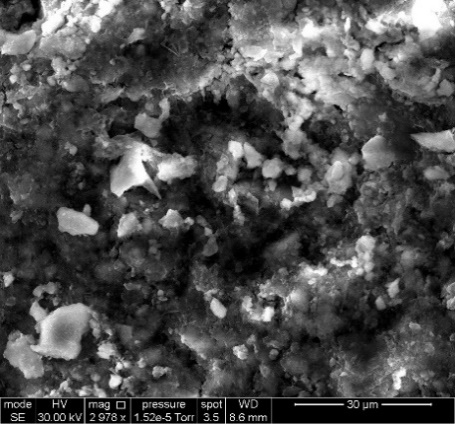 mode HV mag □ pressure spot WD
SE 30.00 kV 2 978 x 1.52e-5 Torr 3.5 8.6 mm 30 µm